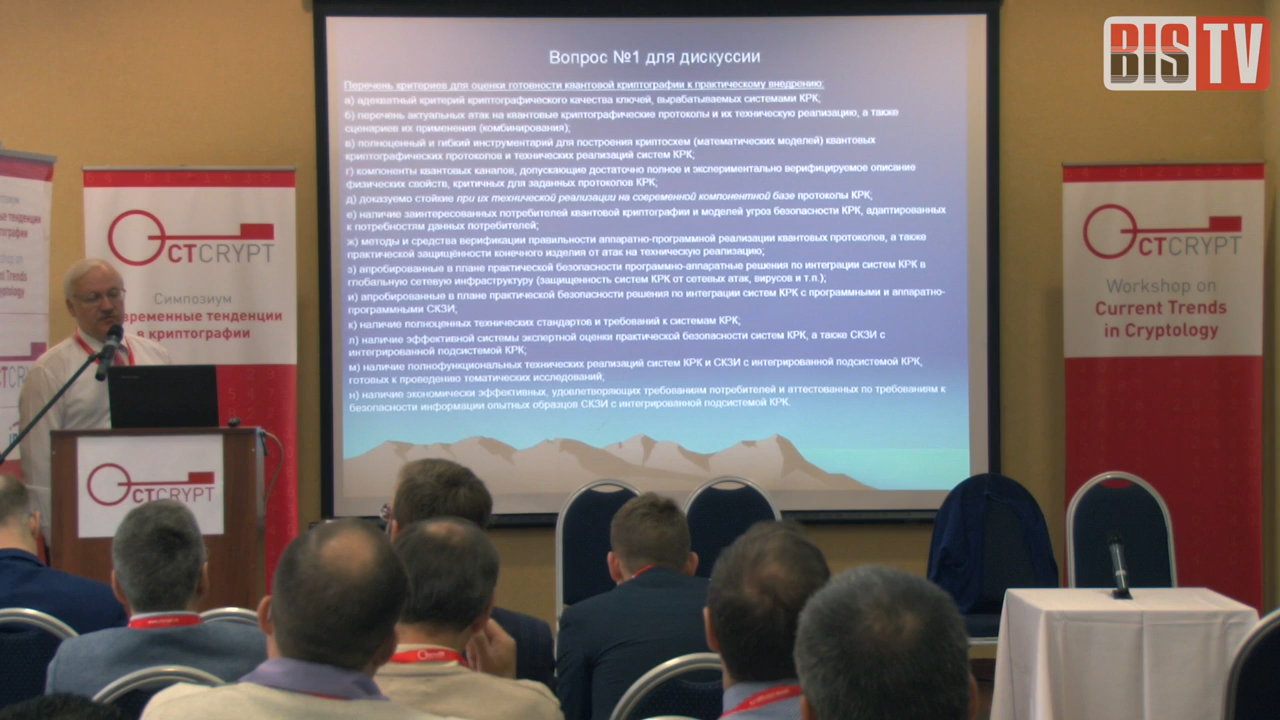 BIS TV
Вопрос №1 для дискуссии
Перечень критериев для оценки готовности квантовой криптографии к практическому внедрению:
а) адекватный критерий криптографического качества ключей, вырабатываемых системами КРК;
б) перечень актуальных атак на квантовые криптографические протоколы и их техническую реализацию, а также
сценариев их применения (комбинирования);
в) полноценный и гибкий инструментарий для построения криптосхем (математических моделей) квантовых
криптографических протоколов и технических реализаций систем КРК;
г) компоненты квантовых каналов, допускающие достаточно полное и экспериментально верифицируемое описание
физических свойств, критичных для заданных протоколов КРК;
д) доказуемо стойкие при их технической реализации на современной компонентной базе протоколы КРК;
е) наличие заинтересованных потребителей квантовой криптографии и моделей угроз безопасности КРК, адаптированных
к потребностям данных потребителей;
ж) методы и средства верификации правильности аппаратно-программной реализации квантовых протоколов, а также
практической защищённости конечного изделия от атак на техническую реализацию;
з) апробированные в плане практической безопасности программно-аппаратные решения по интеграции систем КРК в
глобальную сетевую инфраструктуру (защищенность систем КРК от сетевых атак, вирусов и т.п.);
и) апробированные в плане практической безопасности решения по интеграции систем КРК с программными и аппаратно-
программными СКЗИ;
к) наличие полноценных технических стандартов и требований к системам КРК;
л) наличие эффективной системы экспертной оценки практической безопасности систем КРК, а также СКЗИ с
интегрированной подсистемой КРК;
м) наличие полнофункциональных технических реализаций систем КРК и СКЗИ с интегрированной подсистемой КРК,
готовых к проведению тематических исследований;
н) наличие экономически эффективных, удовлетворяющих требованиям потребителей и аттестованных по требованиям к
безопасности информации опытных образцов СКЗИ с интегрированной подсистемой КРК.
CTCRYPT
Симпозиум
временные тенденции
в криптографии
CTCRYPT
CTCRYPT
Workshop on
Current Trends
in Cryptology